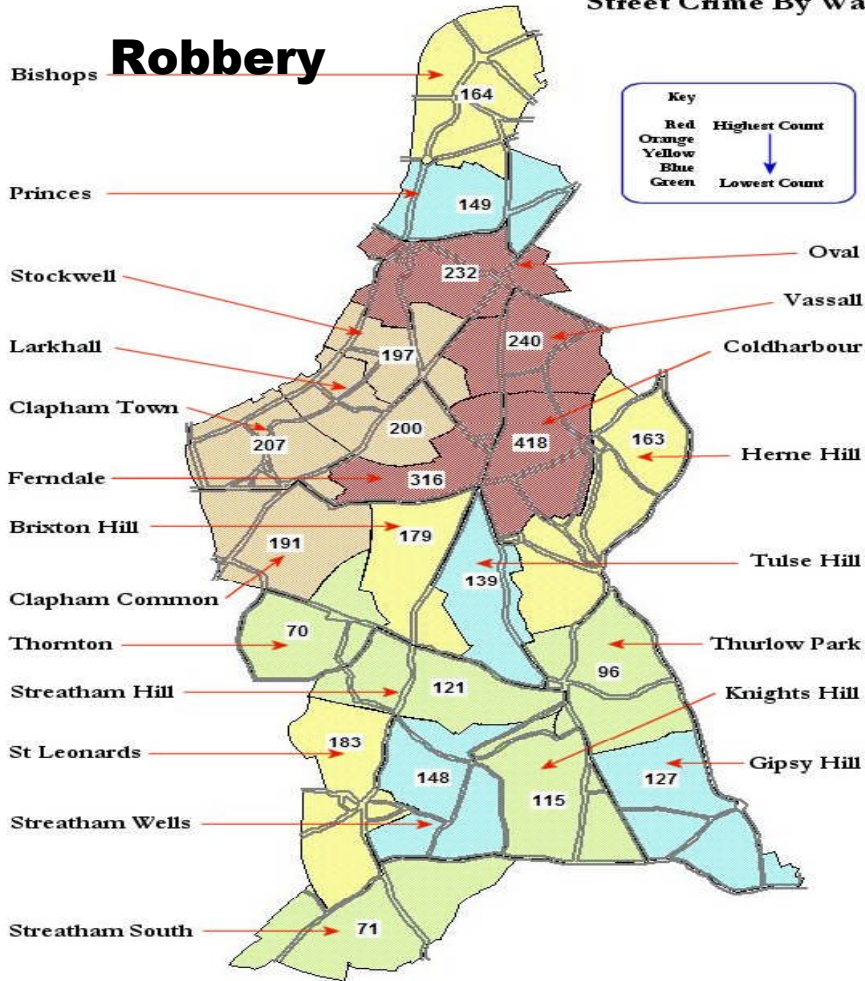 Street Crime By Wa
Robbery
Bishops
164
Key
Red Highest Count
Orange
Yellow
Blue
Green Lowest Count
Princes
149
Oval
232
Stockwell
Vassall
240
Larkhall
197
Coldharbour
Clapham Town
200
207
418
163
Herne Hill
Ferndale
316
Brixton Hill
179
191
Tulse Hill
139
Clapham Common
Thornton
70
Thurlow Park
96
Streatham Hill
121
Knights Hill
St Leonards
183
Gipsy Hill
148
127
115
Streatham Wells
Streatham South
71